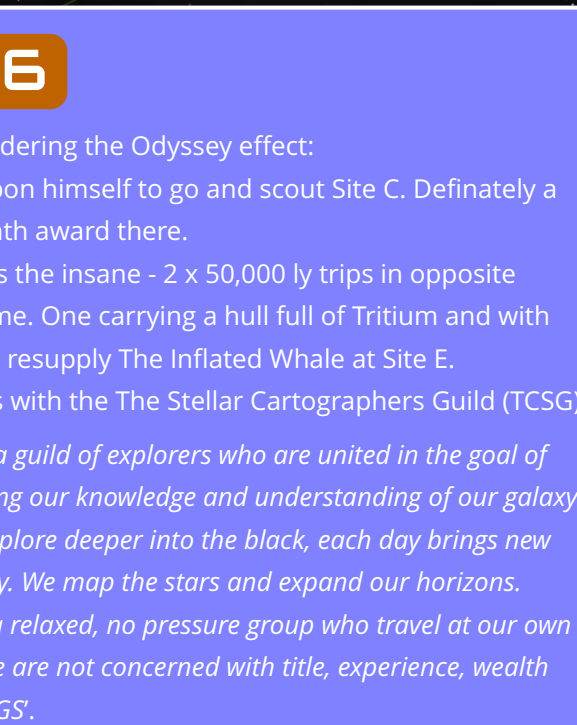 6
dering the Odyssey effect:
on himself to go and scout Site C. Definately a
th award there.
s the insane - 2 x 50,000 ly trips in opposite
me. One carrying a hull full of Tritium and with
resupply The Inflated Whale at Site E.
s with the The Stellar Cartographers Guild (TCSG)
a guild of explorers who are united in the goal of
ng our knowledge and understanding of our galaxy
plore deeper into the black, each day brings new
y. We map the stars and expand our horizons.
relaxed, no pressure group who travel at our own
e are not concerned with title, experience, wealth
GS'.